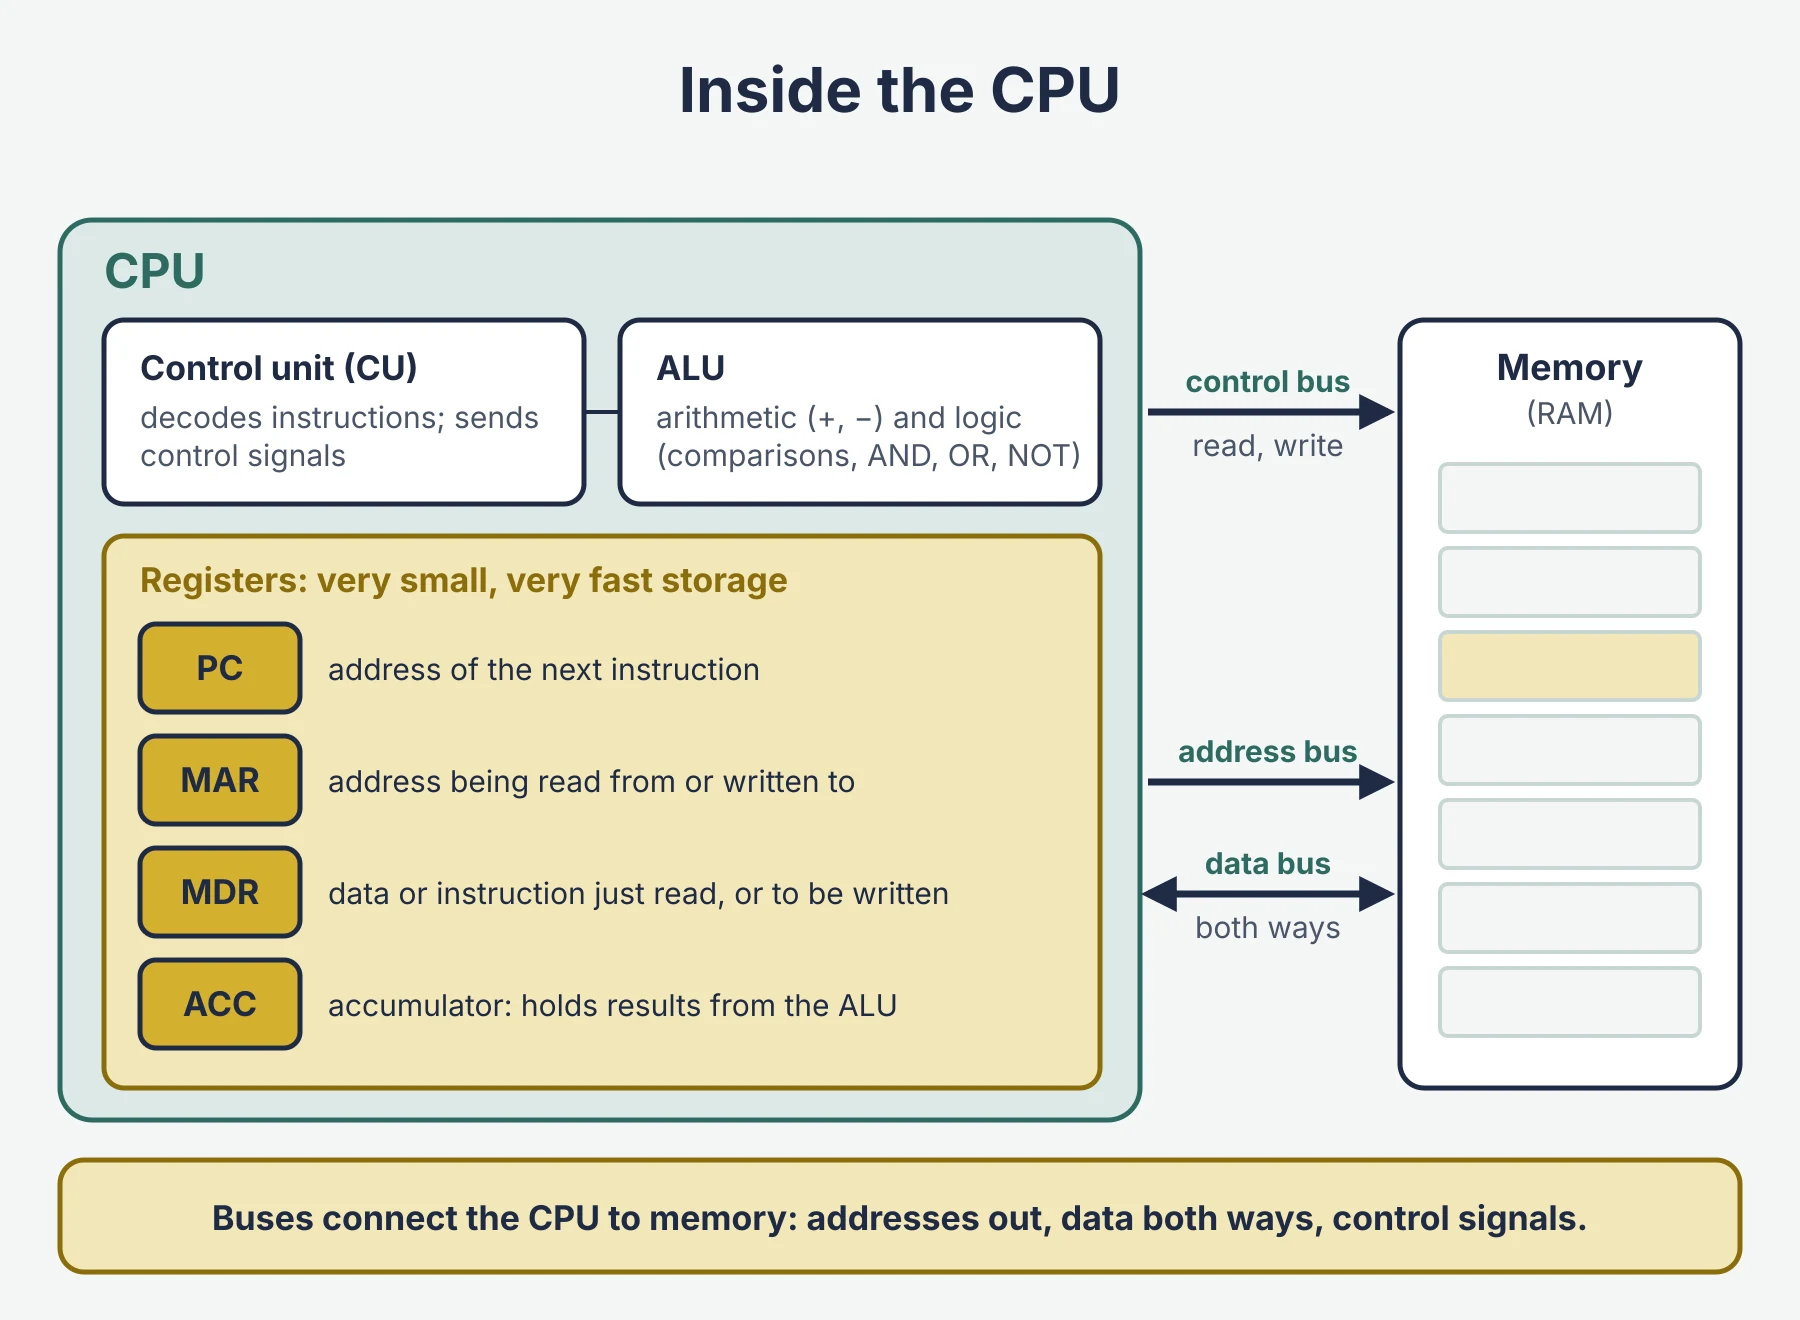 Inside the CPU
CPU
Control unit (CU)
decodes instructions; sends
control signals
ALU
arithmetic (+, −) and logic
(comparisons, AND, OR, NOT)
Registers: very small, very fast storage
PC
address of the next instruction
MAR
address being read from or written to
MDR
data or instruction just read, or to be written
ACC
accumulator: holds results from the ALU
control bus
read, write
address bus
data bus
both ways
Memory
(RAM)
Buses connect the CPU to memory: addresses out, data both ways, control signals.